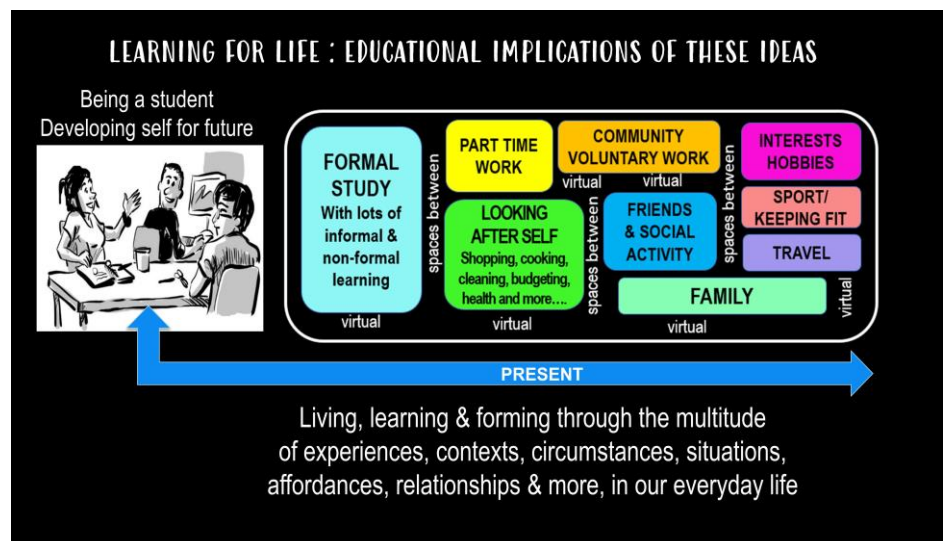 LEARNING FOR LIFE : EDUCATIONAL IMPLICATIONS OF THESE IDEAS
Being a student
Developing self for future
FORMAL
STUDY
With lots of
informal &
non-formal
learning
virtual
spaces between
PART TIME
WORK
LOOKING
AFTER SELF
Shopping, cooking,
cleaning, budgeting,
health and more....
virtual
COMMUNITY
VOLUNTARY WORK
virtual
virtual
spaces between
FRIENDS
& SOCIAL
ACTIVITY
spaces between
INTERESTS
HOBBIES
SPORT/
KEEPING FIT
TRAVEL
FAMILY
virtual
virtual
PRESENT
Living, learning & forming through the multitude
of experiences, contexts, circumstances, situations,
affordances, relationships & more, in our everyday life